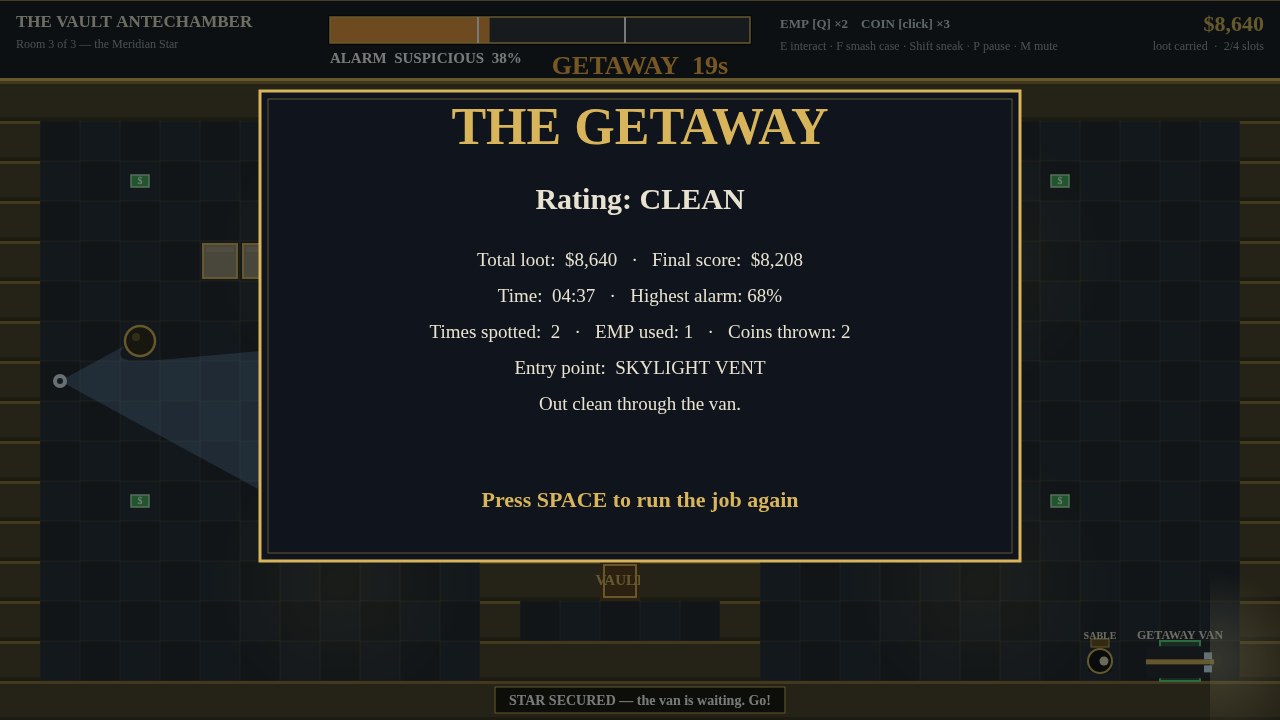 THE VAULT ANTECHAMBER
Room 3 of 3 — the Meridian Star
ALARM SUSPICIOUS 38%
GETAWAY 19s
EMP [Q] ×2 COIN [click] ×3
E interact · F smash case · Shift sneak · P pause · M mute
$8,640
loot carried · 2/4 slots
THE GETAWAY
Rating: CLEAN
Total loot: $8,640 · Final score: $8,208
Time: 04:37 · Highest alarm: 68%
Times spotted: 2 · EMP used: 1 · Coins thrown: 2
Entry point: SKYLIGHT VENT
Out clean through the van.
Press SPACE to run the job again
$
$
$
$
VAULT
SABLE
GETAWAY VAN
STAR SECURED — the van is waiting. Go!